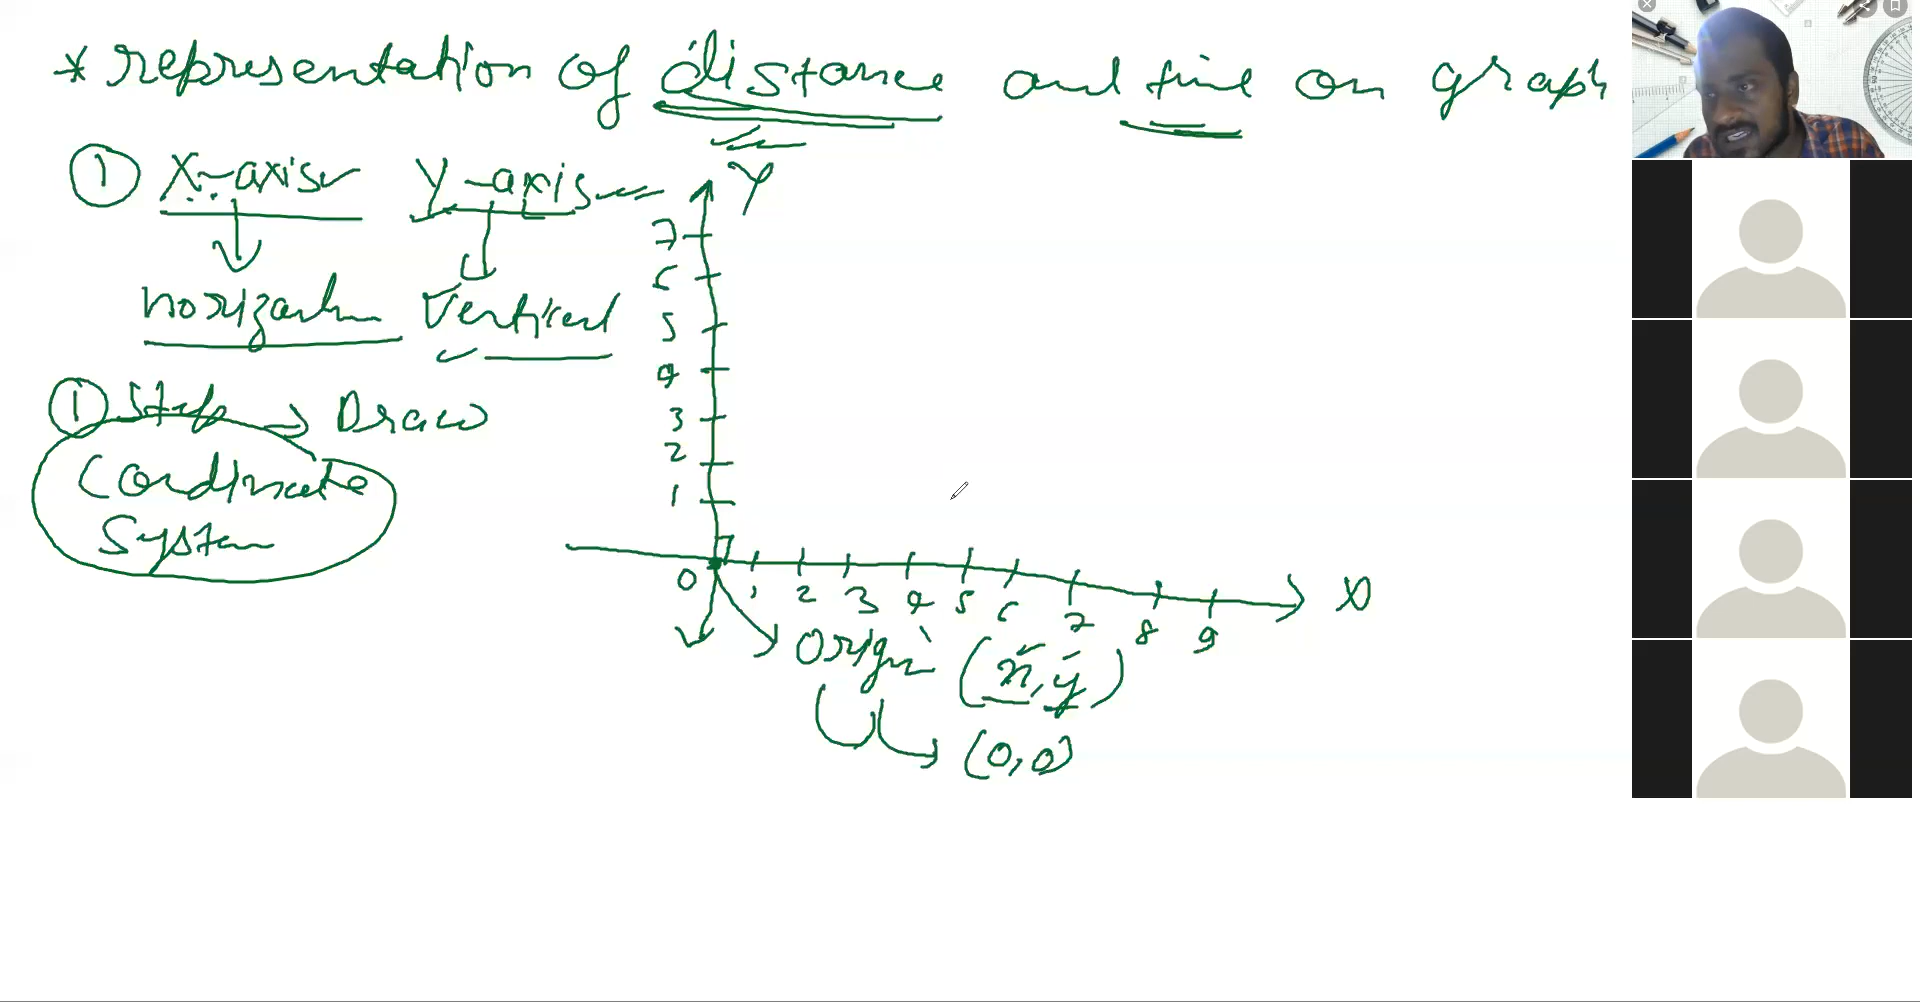 * representation of distance and time on graph
① X-axis Y-axis
horizontal Vertical
① Step → Draw
Coordinate
System
Y
7
6
5
4
3
2
1
0 1 2 3 4 5 6 7 8 9 X
Origin (x, y)
(0,0)